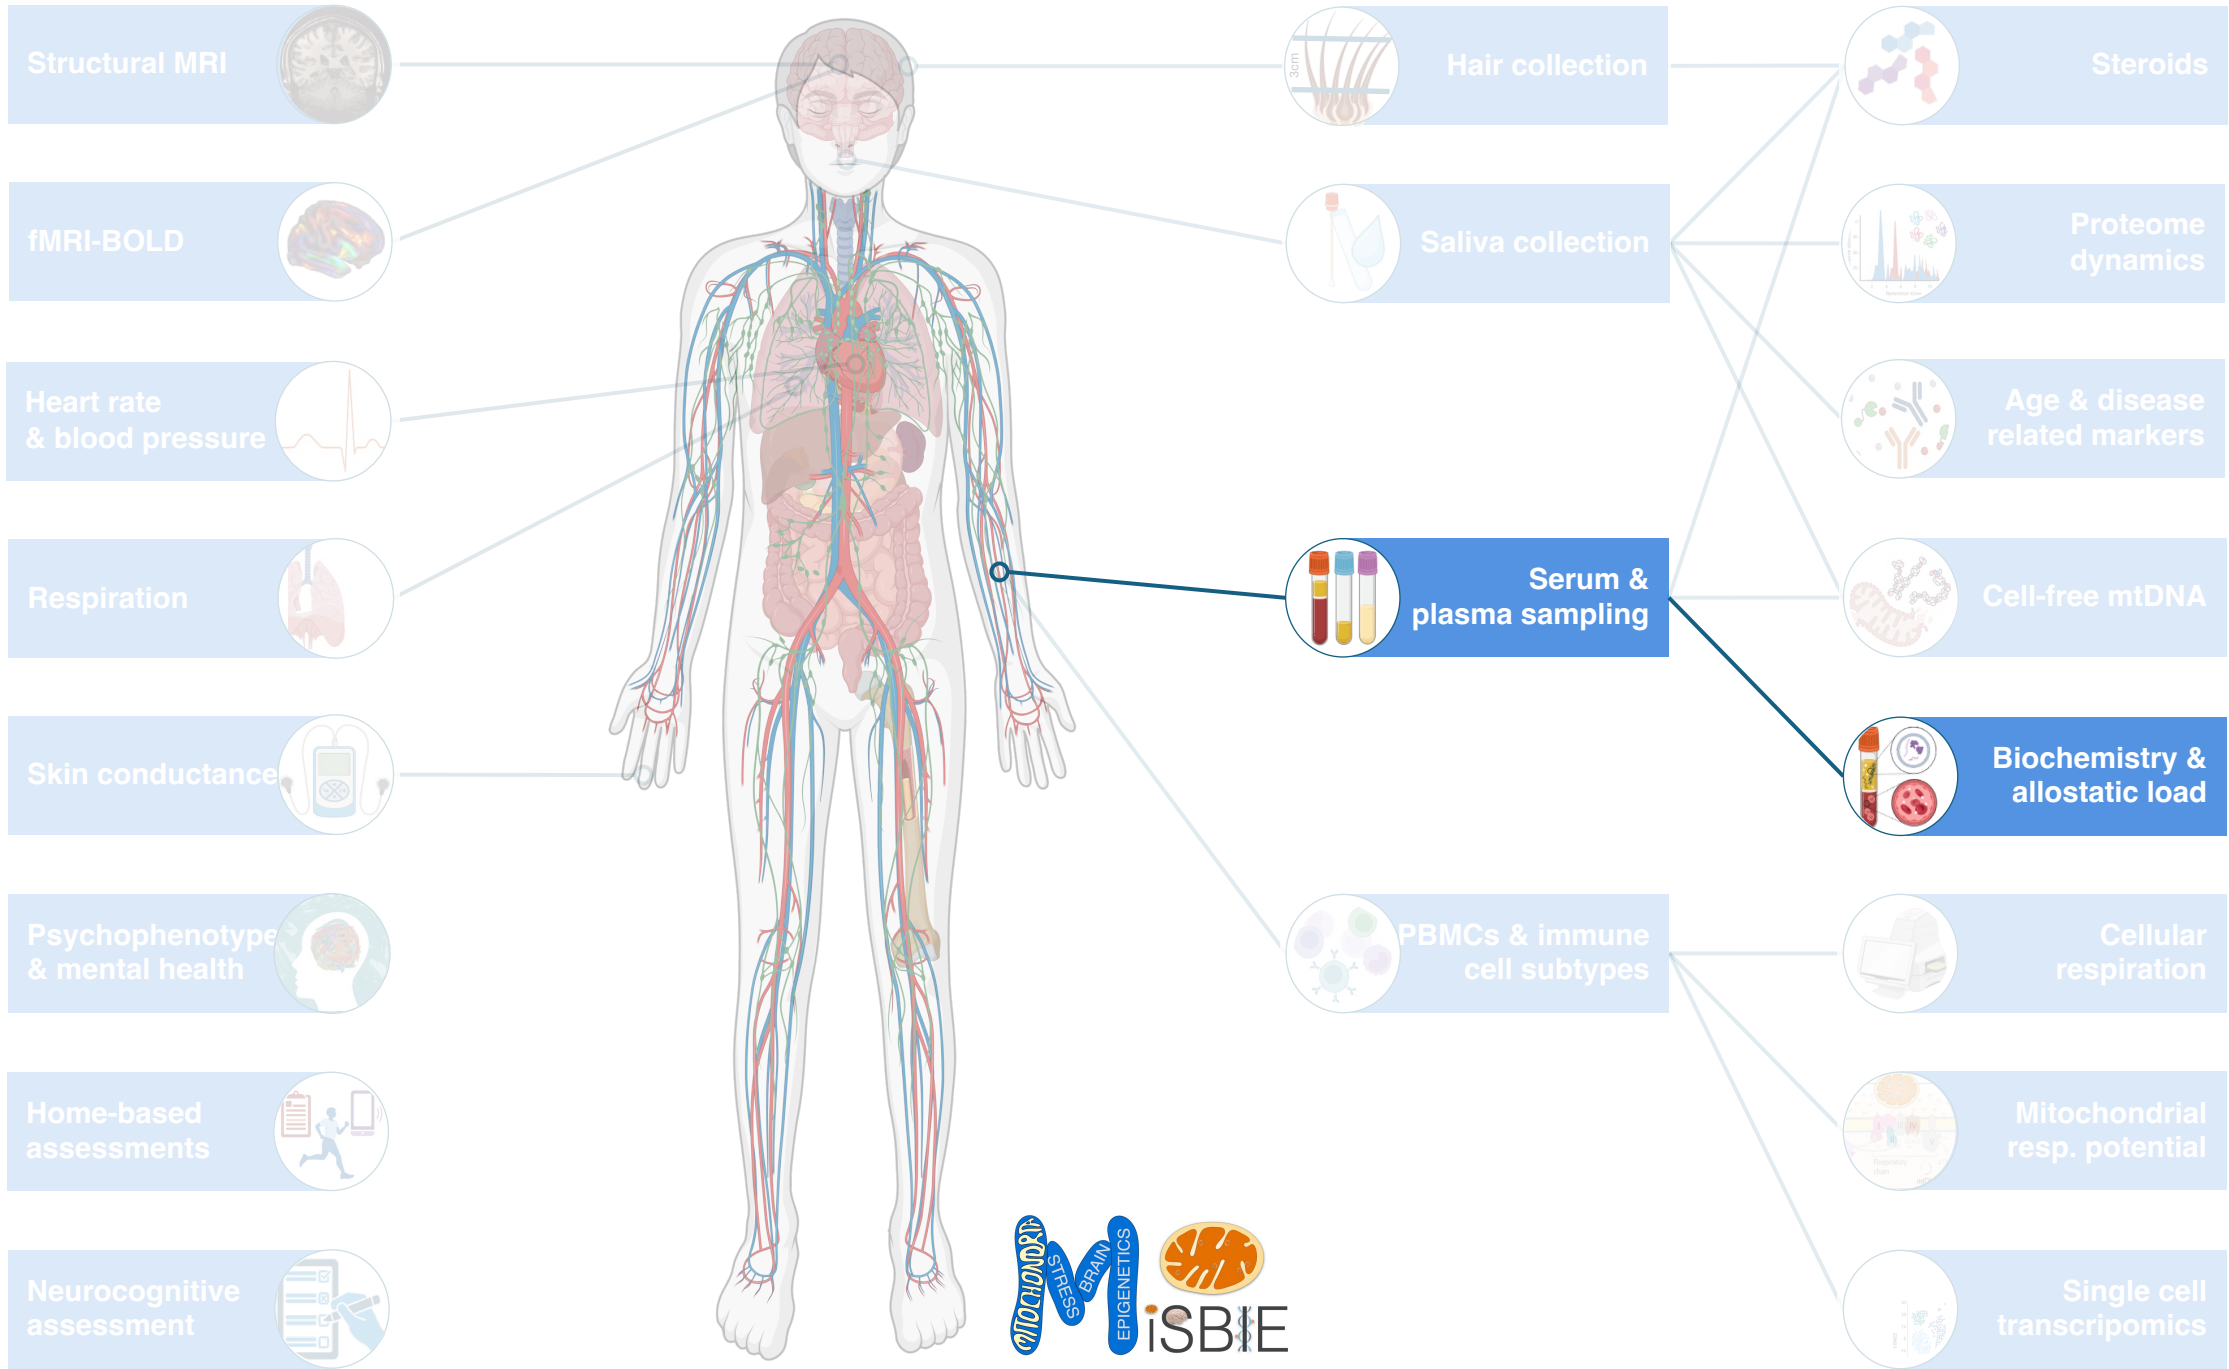 Structural MRI
fMRI-BOLD
Heart rate
& blood pressure
Respiration
Skin conductance
Psychophenotype
& mental health
Home-based
assessments
Neurocognitive
assessment
3cm
Hair collection
Saliva collection
Serum &
plasma sampling
PBMCs & immune
cell subtypes
Steroids
Proteome
dynamics
Age & disease
related markers
Cell-free mtDNA
Biochemistry &
allostatic load
Cellular
respiration
Mitochondrial
resp. potential
Single cell
transcripomics
MITOCHONDRIA
STRESS
BRAIN
EPIGENETICS
iSBIE